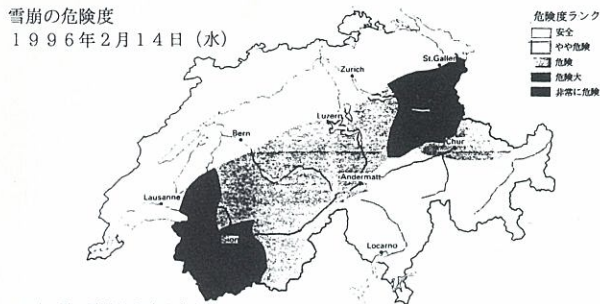 雪崩の危険度
1996年2月14日（水）
危険度ランク
安全
やや危険
危険
危険大
非常に危険
St.Gallen
Zurich
Luzern
Bern
Chur
Andermatt
Lausanne
Sion
Locarno